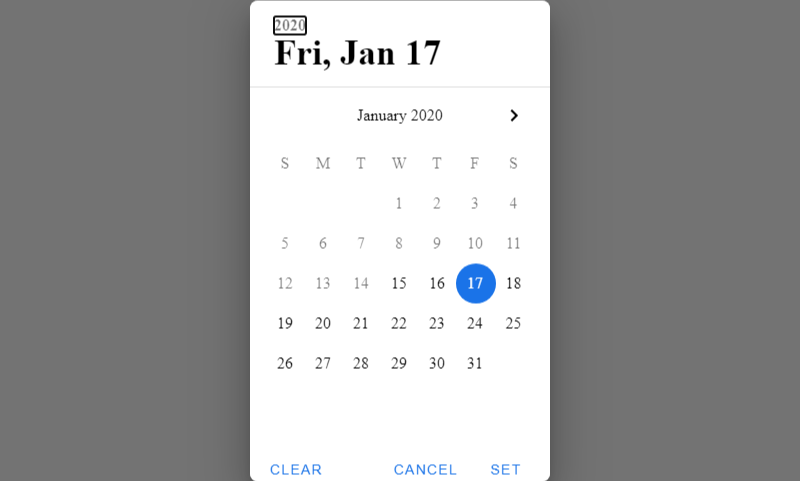 2020
Fri, Jan 17
January 2020
S M T W T F S
1 2 3 4
5 6 7 8 9 10 11
12 13 14 15 16 17 18
19 20 21 22 23 24 25
26 27 28 29 30 31
CLEAR CANCEL SET